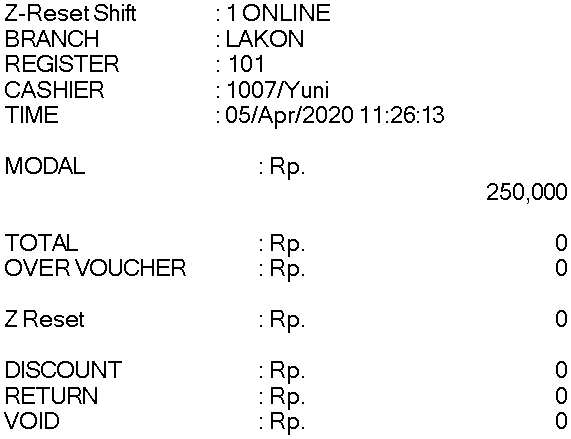 Z-Reset Shift : 1 ONLINE
BRANCH : LAKON
REGISTER : 101
CASHIER : 1007/Yuni
TIME : 05/Apr/2020 11:26:13
MODAL : Rp.
250,000
TOTAL : Rp. 0
OVER VOUCHER : Rp. 0
Z Reset : Rp. 0
DISCOUNT : Rp. 0
RETURN : Rp. 0
VOID : Rp. 0